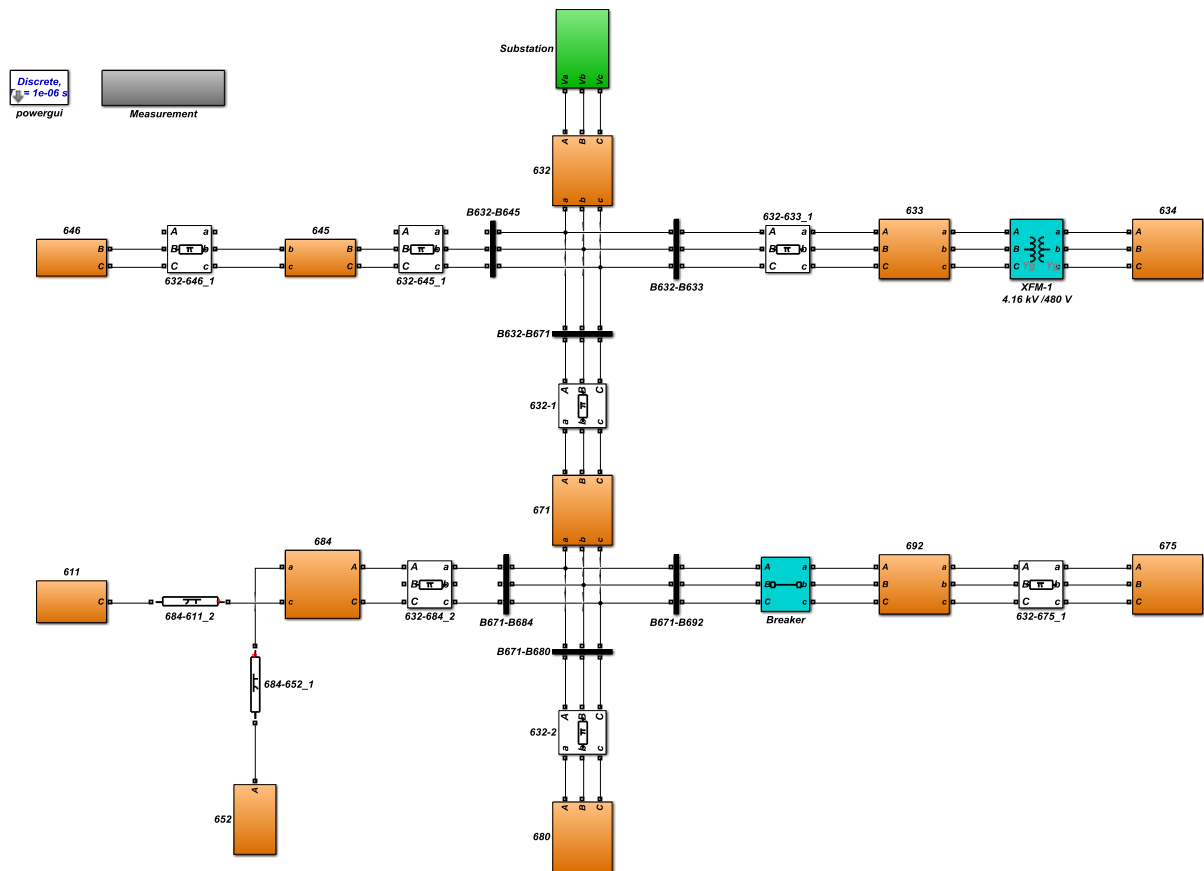 Substation
Va Vb Vc
Discrete,
= 1e-06 s
powergui
Measurement
A B C
632
a b c
B632-B645
646
B
C
A a
B π b
C c
632-646_1
645
b B
c C
A a
B π b
C c
632-645_1
B632-B633
632-633_1
A a
B π b
C c
633
A a
B b
C c
A a
B b
C c
Yg Yg
XFM-1
4.16 kV /480 V
634
A
B
C
B632-B671
A B C
632-1
π
a b c
A B C
671
a b c
611
C
684-611_2
684
a A
c C
A a
B π b
C c
632-684_2
B671-B684
B671-B692
A a
B b
C c
Breaker
692
A a
B b
C c
A a
B π b
C c
632-675_1
675
A
B
C
B671-B680
684-652_1
A B C
632-2
π
a b c
A
652
A B C
680